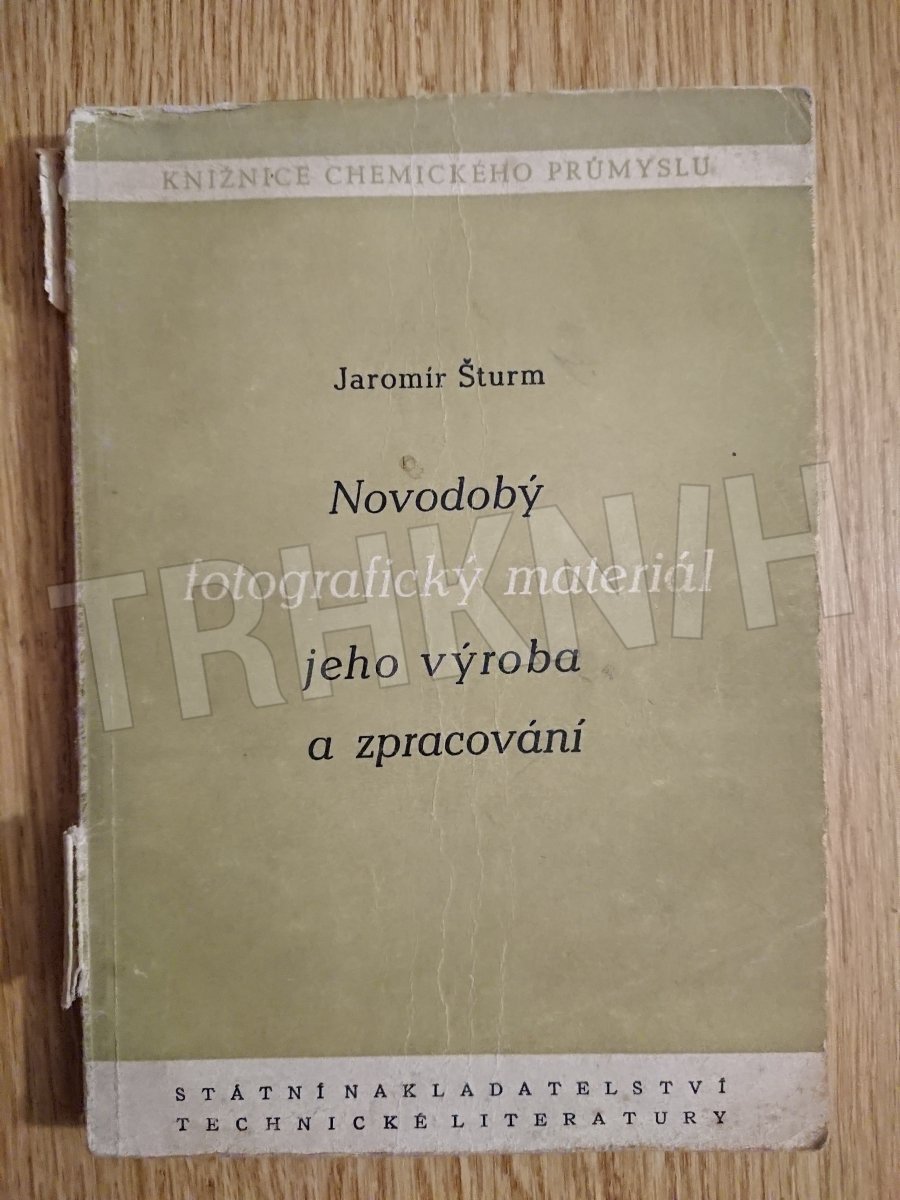 KNIŽNICE CHEMICKÉHO PRŮMYSLU
Jaromír Šturm
Novodobý
fotografický materiál
jeho výroba
a zpracování
TRHKNIH
STÁTNÍ NAKLADATELSTVÍ
TECHNICKÉ LITERATURY